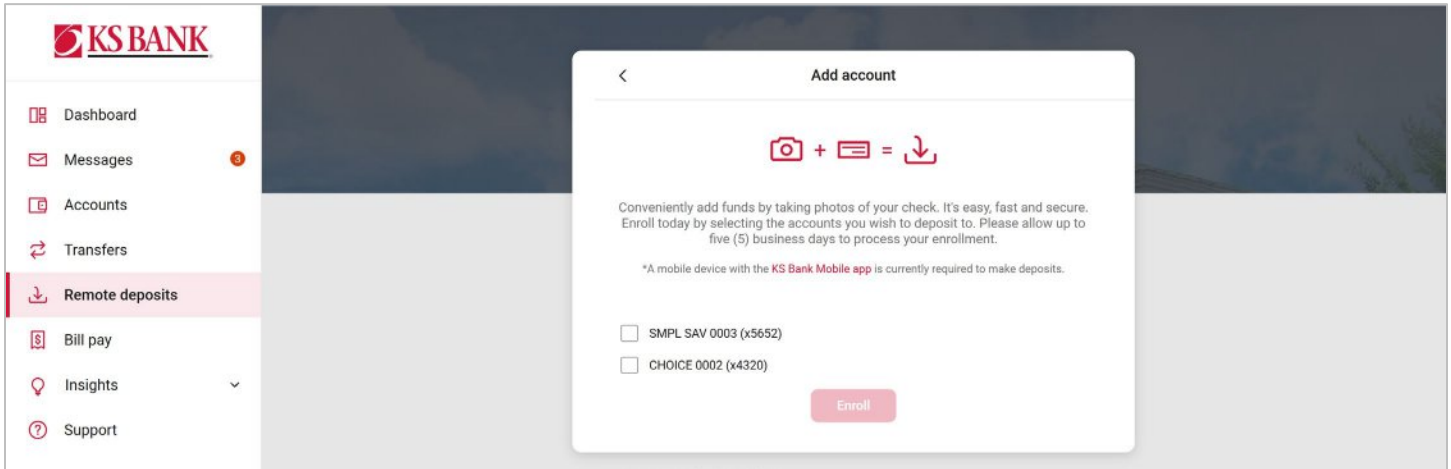 KS BANK
Dashboard
Messages
3
Accounts
Transfers
Remote deposits
Bill pay
Insights
Support
Add account
+ =
Conveniently add funds by taking photos of your check. It's easy, fast and secure.
Enroll today by selecting the accounts you wish to deposit to. Please allow up to
five (5) business days to process your enrollment.
*A mobile device with the KS Bank Mobile app is currently required to make deposits.
SMPL SAV 0003 (x5652)
CHOICE 0002 (x4320)
Enroll